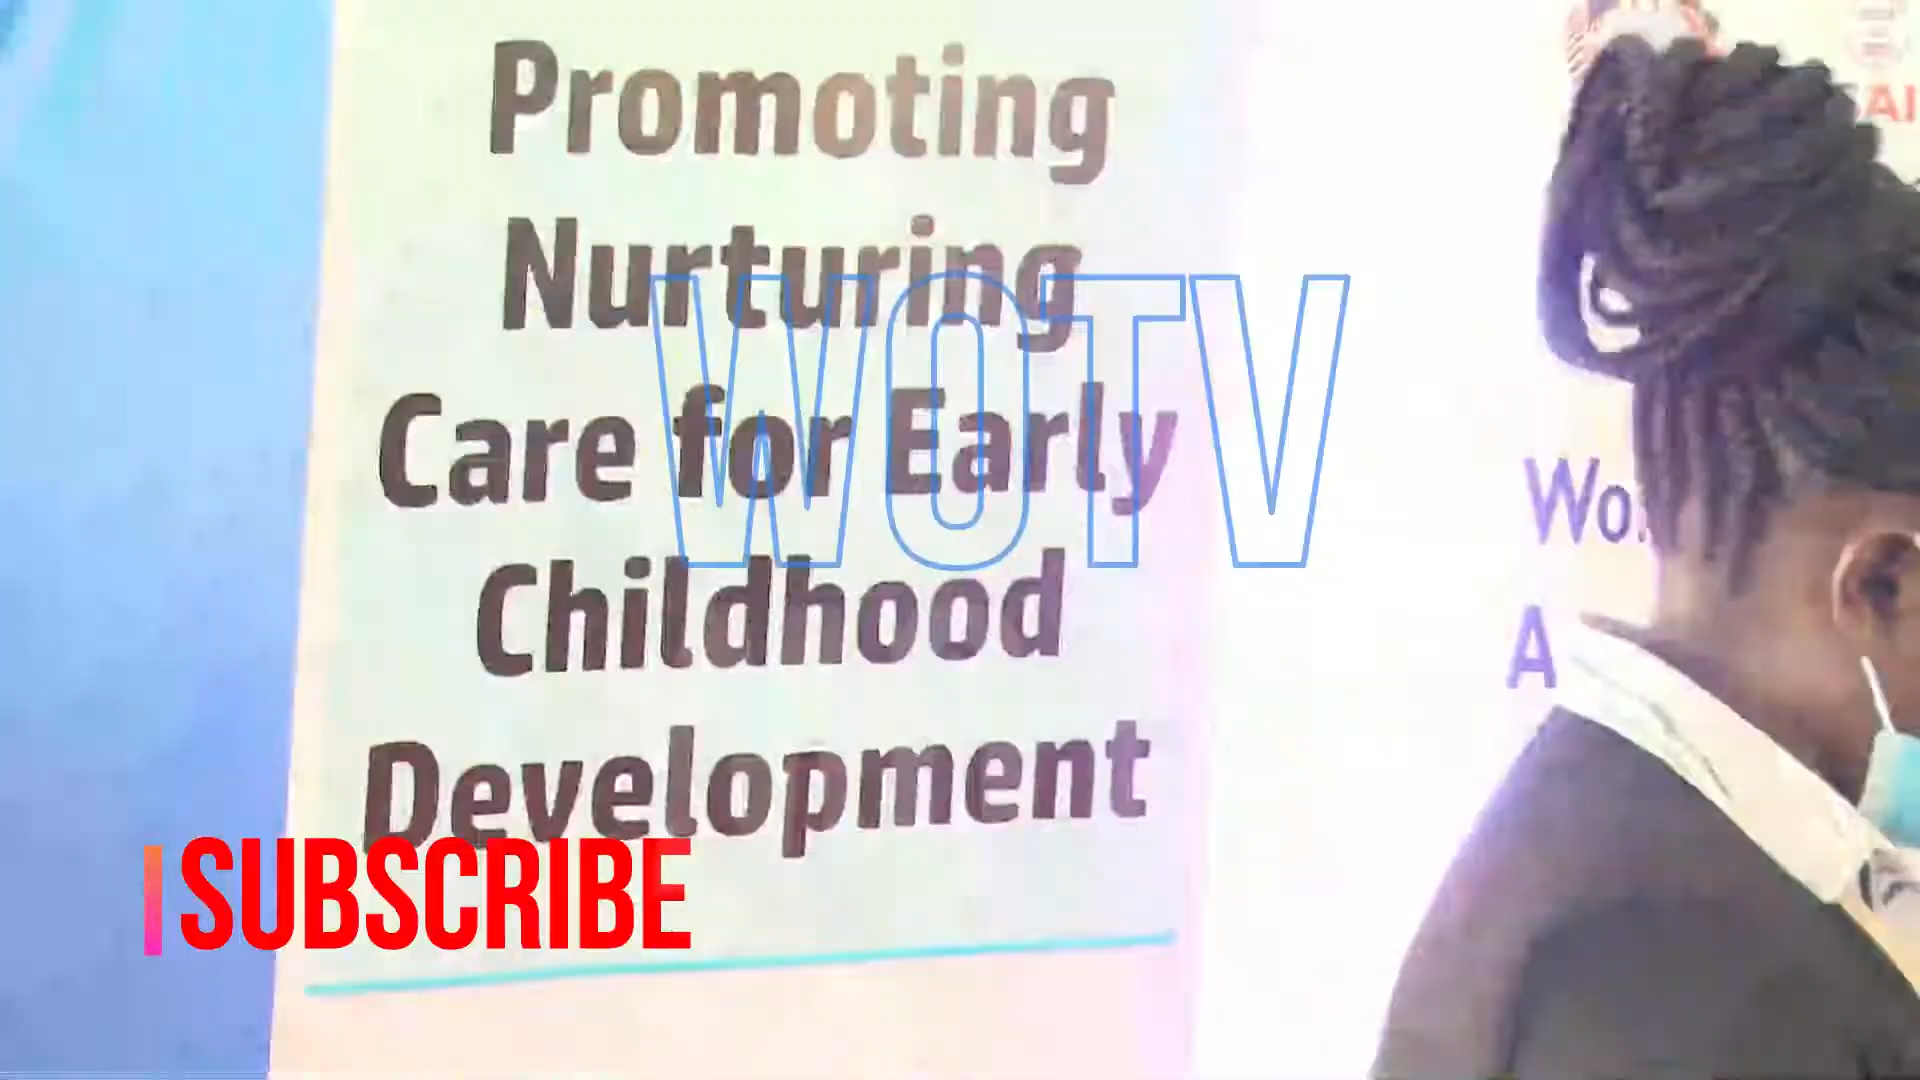 Promoting
Nurturing
Care for Early
Childhood
Development
WOTV
SUBSCRIBE
A